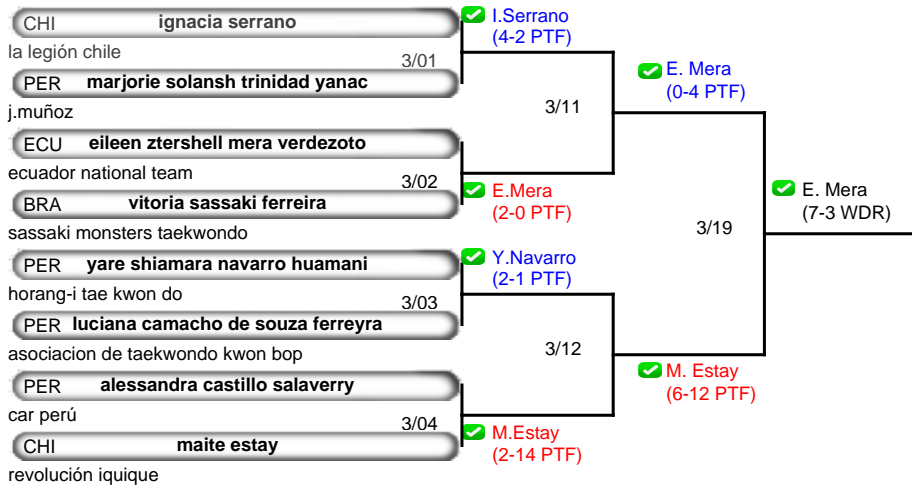 CHI ignacia serrano
la legión chile
3/01
PER marjorie solansh trinidad yanac
j.muñoz
ECU eileen ztershell mera verdezoto
ecuador national team
3/02
BRA vitoria sassaki ferreira
sassaki monsters taekwondo
PER yare shiamara navarro huamani
horang-i tae kwon do
3/03
PER luciana camacho de souza ferreyra
asociacion de taekwondo kwon bop
PER alessandra castillo salaverry
car perú
3/04
CHI maite estay
revolución iquique
I.Serrano
(4-2 PTF)
3/11
E.Mera
(2-0 PTF)
Y.Navarro
(2-1 PTF)
3/12
M.Estay
(2-14 PTF)
E. Mera
(0-4 PTF)
3/19
M. Estay
(6-12 PTF)
E. Mera
(7-3 WDR)